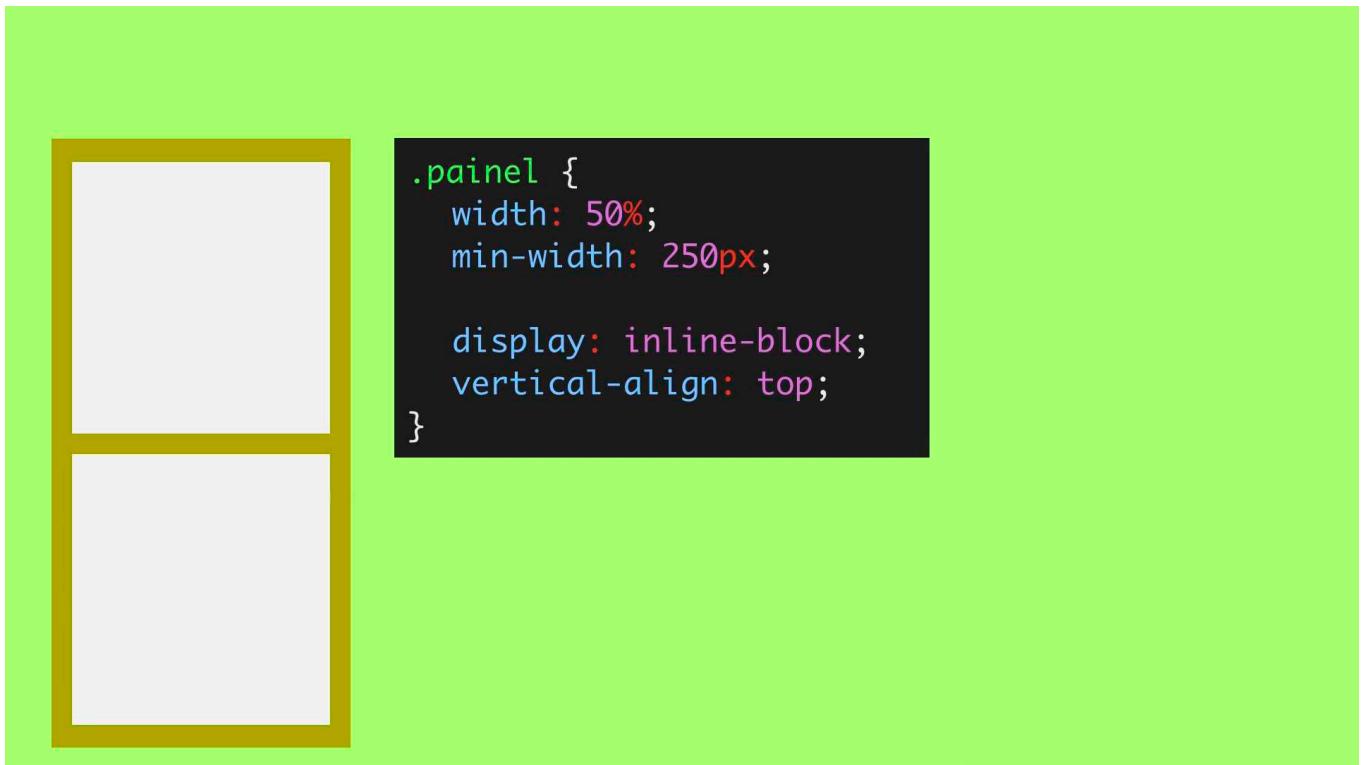 .painel {
width: 50%;
min-width: 250px;
display: inline-block;
vertical-align: top;
}